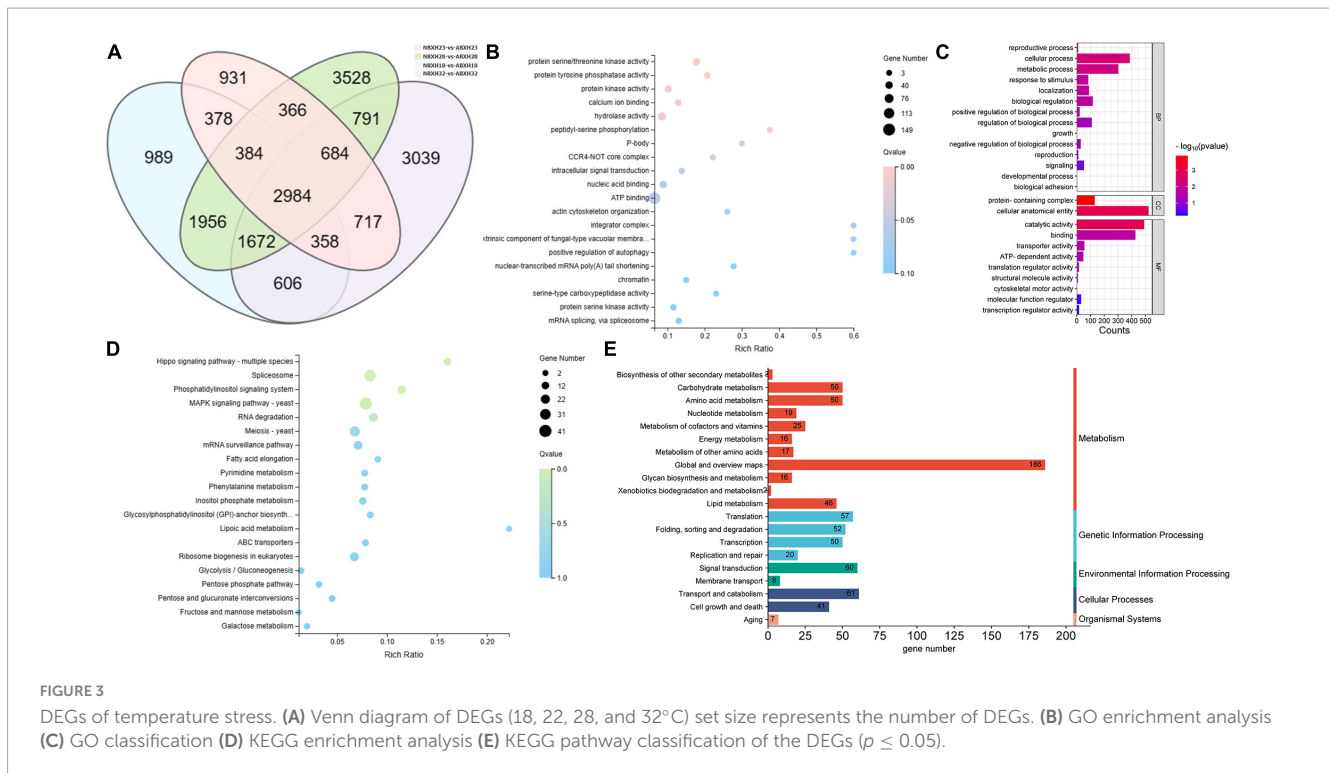 A
NBXH23-vs-ABXH23
NBXH28-vs-ABXH28
NBXH18-vs-ABXH18
NBXH32-vs-ABXH32
931
3528
378
366
791
989
384
684
3039
2984
1956
717
1672
358
606
B
protein serine/threonine kinase activity
protein tyrosine phosphatase activity
protein kinase activity
calcium ion binding
hydrolase activity
peptidyl-serine phosphorylation
P-body
CCR4-NOT core complex
intracellular signal transduction
nucleic acid binding
ATP binding
actin cytoskeleton organization
integrator complex
extrinsic component of fungal-type vacuolar membra...
positive regulation of autophagy
nuclear-transcribed mRNA poly(A) tail shortening
chromatin
serine-type carboxypeptidase activity
protein serine kinase activity
mRNA splicing, via spliceosome
0.1 0.2 0.3 0.4 0.5 0.6
Rich Ratio
Gene Number
3
40
76
113
149
Qvalue
0.00
0.05
0.10
C
reproductive process
cellular process
metabolic process
response to stimulus
localization
biological regulation
positive regulation of biological process
regulation of biological process
growth
negative regulation of biological process
reproduction
signaling
developmental process
biological adhesion
protein- containing complex
cellular anatomical entity
catalytic activity
binding
transporter activity
ATP- dependent activity
translation regulator activity
structural molecule activity
cytoskeletal motor activity
molecular function regulator
transcription regulator activity
BP
CC
MF
0 100 200 300 400 500
Counts
- log10(pvalue)
3
2
1
D
Hippo signaling pathway - multiple species
Spliceosome
Phosphatidylinositol signaling system
MAPK signaling pathway - yeast
RNA degradation
Meiosis - yeast
mRNA surveillance pathway
Fatty acid elongation
Pyrimidine metabolism
Phenylalanine metabolism
Inositol phosphate metabolism
Glycosylphosphatidylinositol (GPI)-anchor biosynth...
Lipoic acid metabolism
ABC transporters
Ribosome biogenesis in eukaryotes
Glycolysis / Gluconeogenesis
Pentose phosphate pathway
Pentose and glucuronate interconversions
Fructose and mannose metabolism
Galactose metabolism
0.05 0.10 0.15 0.20
Rich Ratio
Gene Number
2
12
22
31
41
Qvalue
0.0
0.5
1.0
E
Biosynthesis of other secondary metabolites
Carbohydrate metabolism 50
Amino acid metabolism 50
Nucleotide metabolism 19
Metabolism of cofactors and vitamins 25
Energy metabolism 16
Metabolism of other amino acids 17
Global and overview maps 186
Glycan biosynthesis and metabolism 16
Xenobiotics biodegradation and metabolism 2
Lipid metabolism 46
Translation 57
Folding, sorting and degradation 52
Transcription 50
Replication and repair 20
Signal transduction 60
Membrane transport 8
Transport and catabolism 61
Cell growth and death 41
Aging 7
Metabolism
Genetic Information Processing
Environmental Information Processing
Cellular Processes
Organismal Systems
0 25 50 75 100 125 150 175 200
gene number
FIGURE 3
DEGs of temperature stress. (A) Venn diagram of DEGs (18, 22, 28, and 32°C) set size represents the number of DEGs. (B) GO enrichment analysis
(C) GO classification (D) KEGG enrichment analysis (E) KEGG pathway classification of the DEGs (p ≤ 0.05).